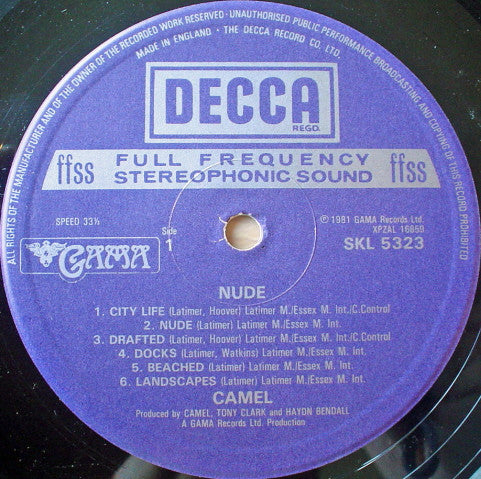 ALL RIGHTS OF THE MANUFACTURER AND OF THE OWNER OF THE RECORDED WORK RESERVED · UNAUTHORISED PUBLIC PERFORMANCE BROADCASTING AND COPYING OF THIS RECORD PROHIBITED
MADE IN ENGLAND · THE DECCA RECORD CO. LTD.
DECCA
REGD.
ffss FULL FREQUENCY STEREOPHONIC SOUND ffss
SPEED 33⅓
Side 1
℗ 1981 GAMA Records Ltd.
XPZAL 16059
SKL 5323
GAMA
NUDE
1. CITY LIFE (Latimer, Hoover) Latimer M./Essex M. Int./C.Control
2. NUDE (Latimer) Latimer M./Essex M. Int.
3. DRAFTED (Latimer, Hoover) Latimer M./Essex M. Int./C.Control
4. DOCKS (Latimer, Watkins) Latimer M./Essex M. Int.
5. BEACHED (Latimer) Latimer M./Essex M. Int.
6. LANDSCAPES (Latimer) Latimer M./Essex M. Int.
CAMEL
Produced by CAMEL, TONY CLARK and HAYDN BENDALL
A GAMA Records Ltd. Production